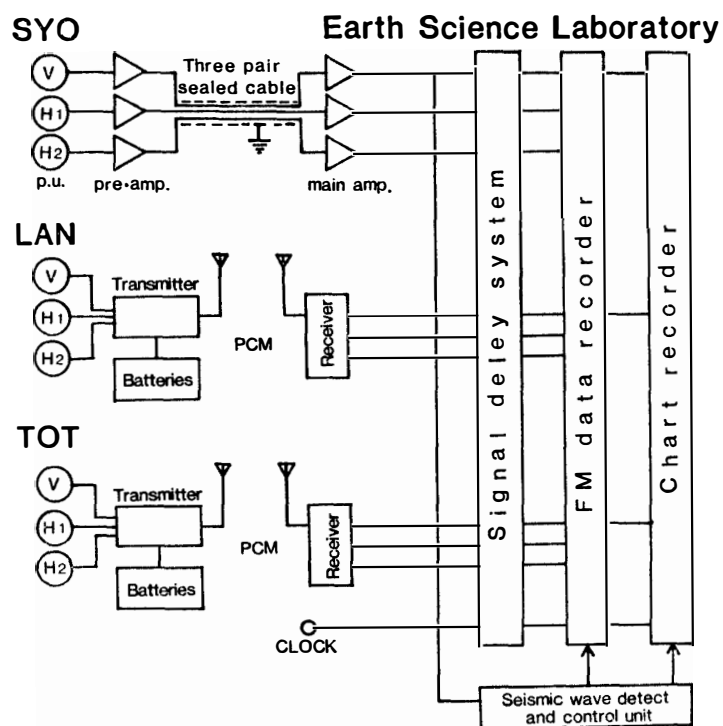 SYO
Earth Science Laboratory
V
H1
H2
p.u.
pre·amp.
Three pair
sealed cable
main amp.
LAN
V
H1
H2
Transmitter
Batteries
PCM
Receiver
TOT
V
H1
H2
Transmitter
Batteries
PCM
Receiver
CLOCK
Signal deley system
FM data recorder
Chart recorder
Seismic wave detect
and control unit